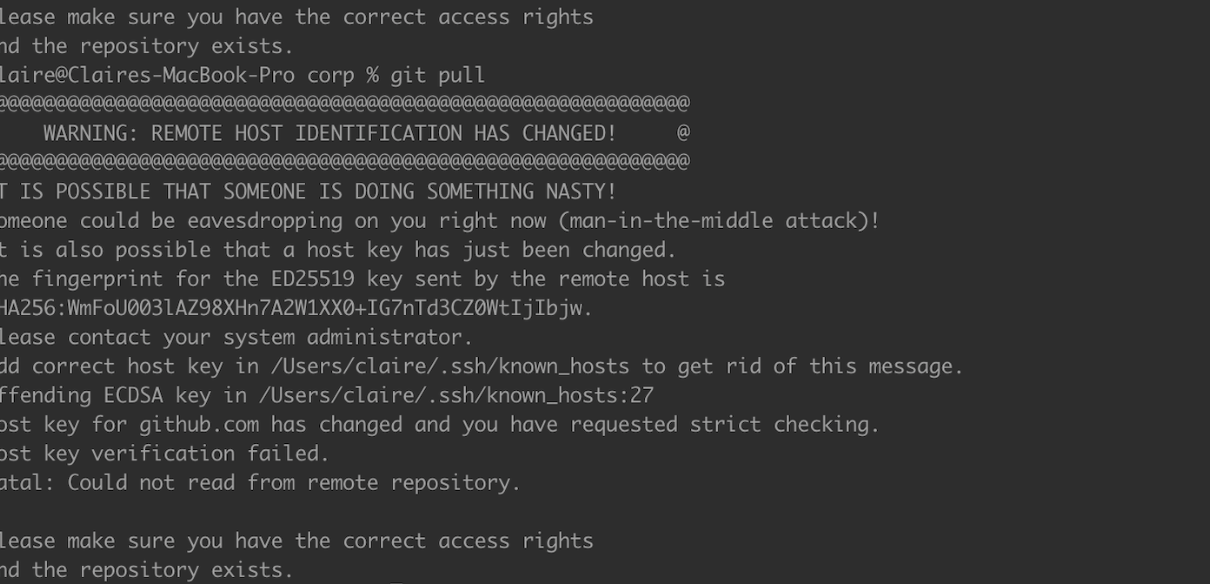 lease make sure you have the correct access rights
nd the repository exists.
laire@Claires-MacBook-Pro corp % git pull
@@@@@@@@@@@@@@@@@@@@@@@@@@@@@@@@@@@@@@@@@@@@@@@@@@@@@@@@@@
WARNING: REMOTE HOST IDENTIFICATION HAS CHANGED! @
@@@@@@@@@@@@@@@@@@@@@@@@@@@@@@@@@@@@@@@@@@@@@@@@@@@@@@@@@@
T IS POSSIBLE THAT SOMEONE IS DOING SOMETHING NASTY!
omeone could be eavesdropping on you right now (man-in-the-middle attack)!
t is also possible that a host key has just been changed.
he fingerprint for the ED25519 key sent by the remote host is
HA256:WmFoU003lAZ98XHn7A2W1XX0+IG7nTd3CZ0WtIjIbjw.
lease contact your system administrator.
dd correct host key in /Users/claire/.ssh/known_hosts to get rid of this message.
ffending ECDSA key in /Users/claire/.ssh/known_hosts:27
ost key for github.com has changed and you have requested strict checking.
ost key verification failed.
atal: Could not read from remote repository.
lease make sure you have the correct access rights
nd the repository exists.